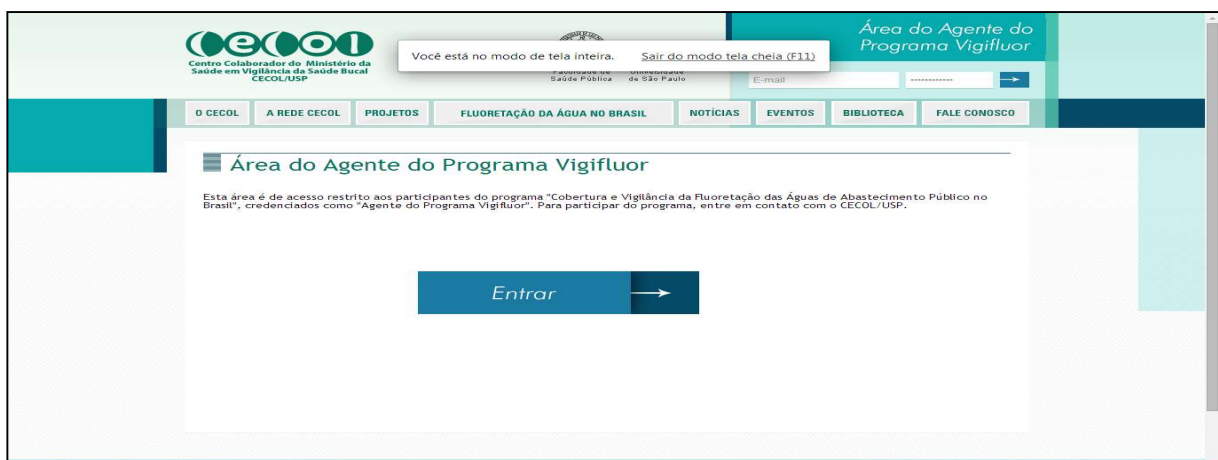 CECOL
Centro Colaborador do Ministério da
Saúde em Vigilância da Saúde Bucal
CECOL/USP
Você está no modo de tela inteira. Sair do modo tela cheia (F11)
Saúde Pública
de São Paulo
Área do Agente do
Programa Vigifluor
E-mail
O CECOL A REDE CECOL PROJETOS FLUORETAÇÃO DA ÁGUA NO BRASIL NOTÍCIAS EVENTOS BIBLIOTECA FALE CONOSCO
Área do Agente do Programa Vigifluor
Esta área é de acesso restrito aos participantes do programa "Cobertura e Vigilância da Fluoretação das Águas de Abastecimento Público no
Brasil", credenciados como "Agente do Programa Vigifluor". Para participar do programa, entre em contato com o CECOL/USP.
Entrar